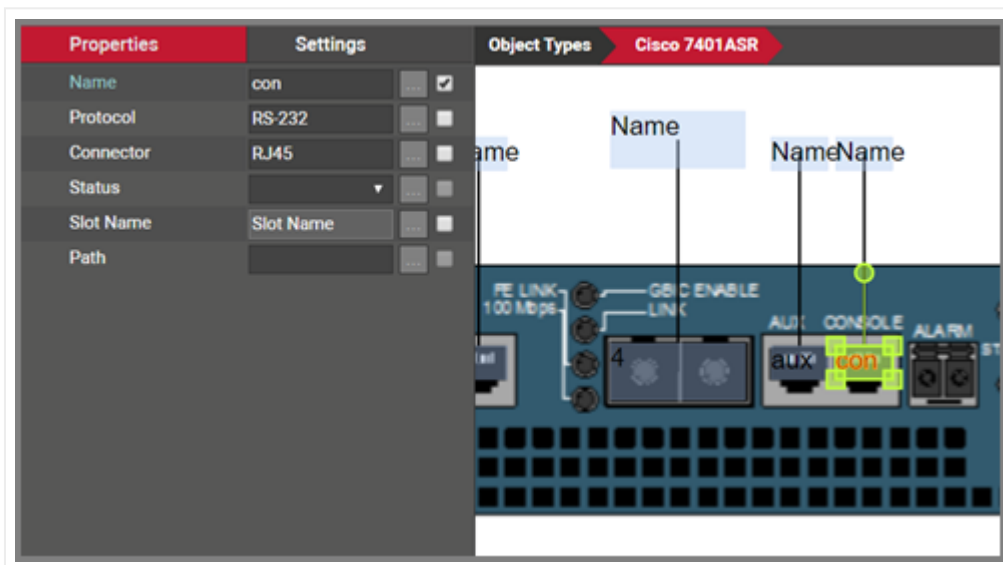 Properties Settings Object Types Cisco 7401ASR
Name con ...
Protocol RS-232 ...
Connector RJ45 ...
Status ...
Slot Name Slot Name ...
Path ...
Name
ame Name Name
FE LINK GBIC ENABLE
100 Mbps LINK
AUX CONSOLE ALARM
ST
4 aux con